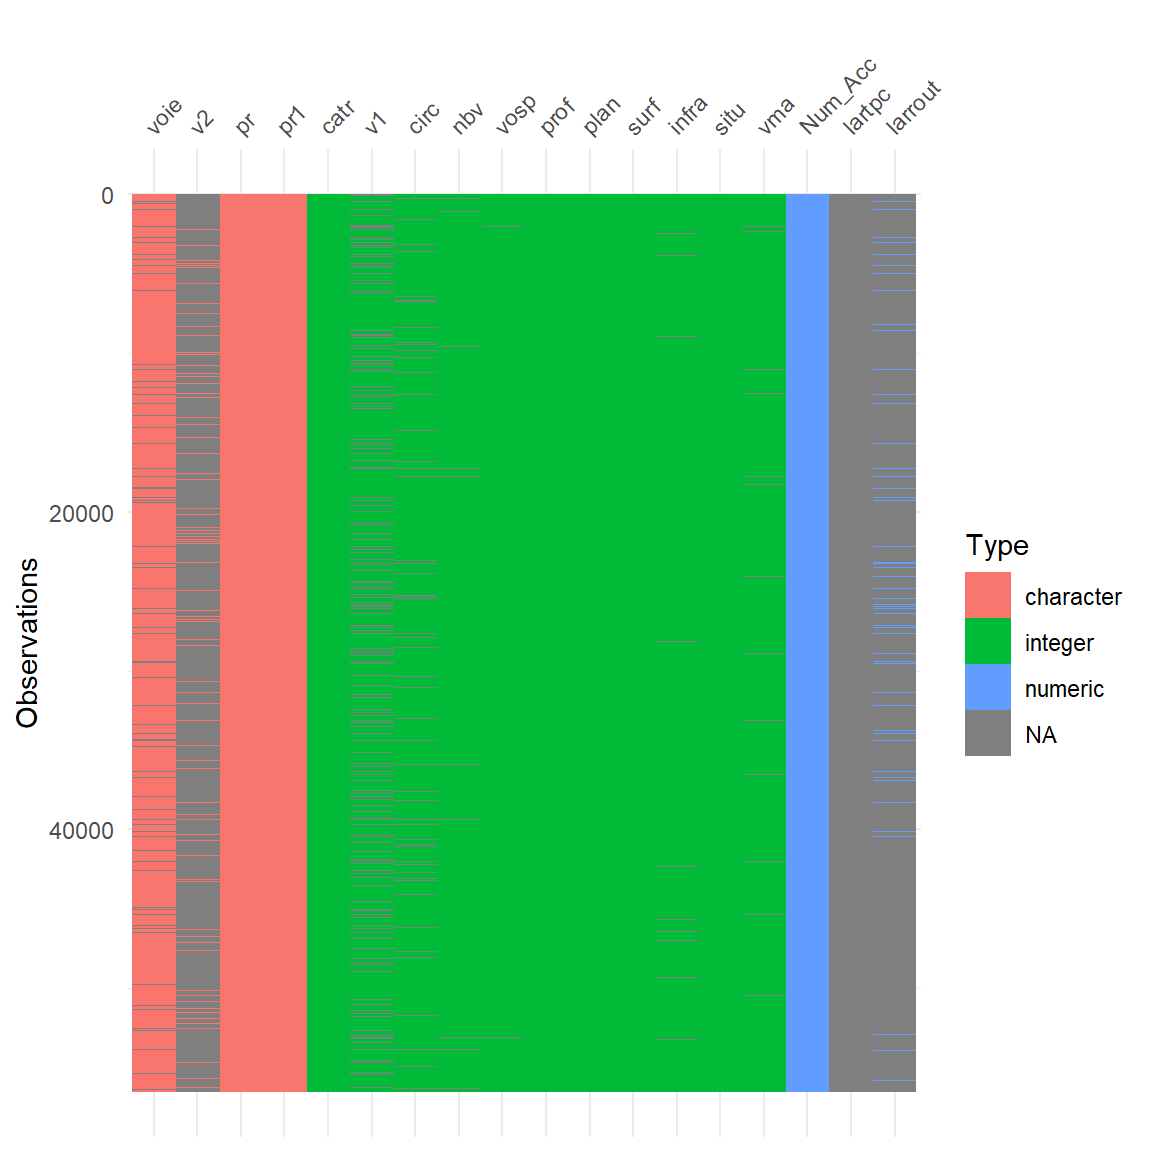 voie
v2
pr
pr1
catr
v1
circ
nbv
vosp
prof
plan
surf
infra
situ
vma
Num_Acc
lartpc
larrout
0
20000
40000
Observations
Type
character
integer
numeric
NA